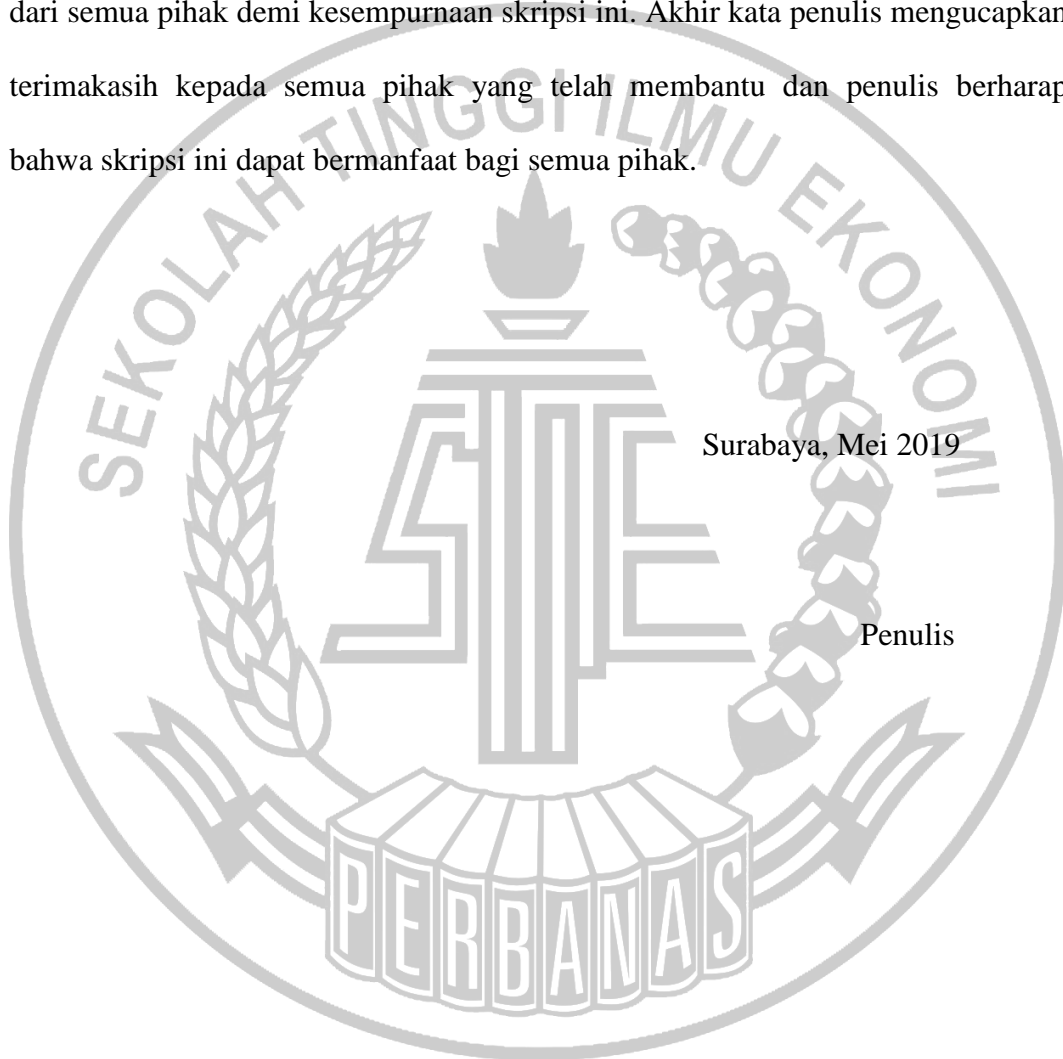 dari semua pihak demi kesempurnaan skripsi ini. Akhir kata penulis mengucapkan
terimakasih kepada semua pihak yang telah membantu dan penulis berharap
bahwa skripsi ini dapat bermanfaat bagi semua pihak.
SEKOLAH TINGGI ILMU EKONOMI
Surabaya, Mei 2019
STIE
Penulis
PERBANAS